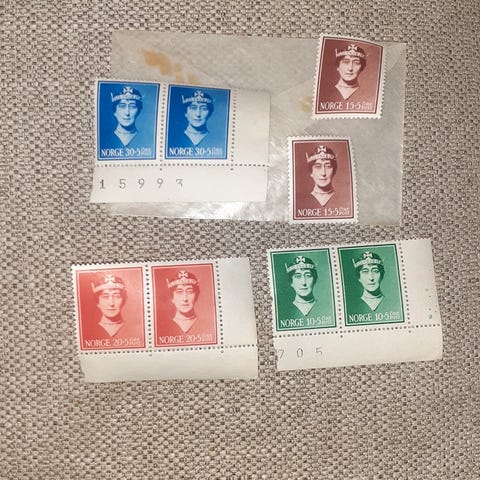 NORGE 15+5 ØRE
NORGE 30+5 ØRE NORGE 30+5 ØRE
15993
NORGE 15+5 ØRE
NORGE 20+5 ØRE NORGE 20+5 ØRE
NORGE 10+5 ØRE NORGE 10+5 ØRE
705